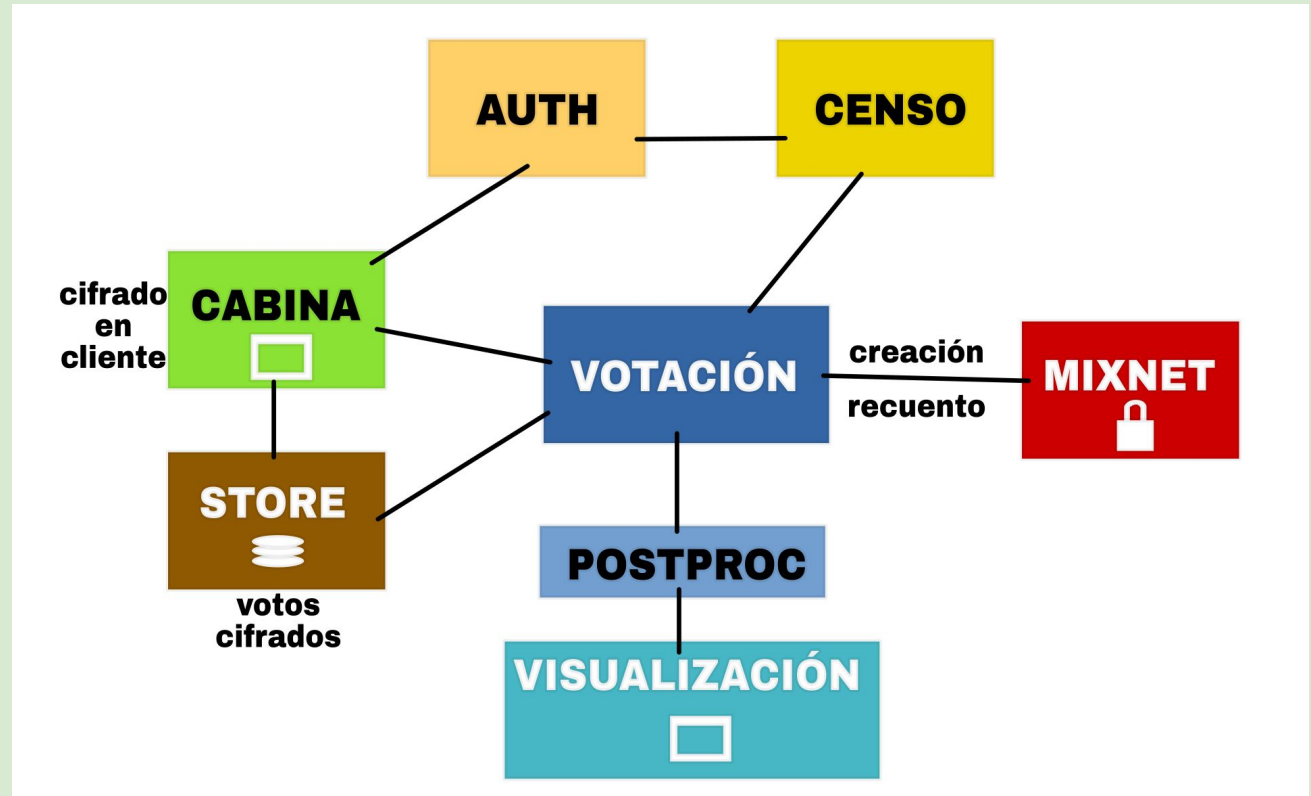 AUTH
CENSO
cifrado
en
cliente
CABINA
VOTACIÓN
creación
recuento
MIXNET
STORE
votos
cifrados
POSTPROC
VISUALIZACIÓN